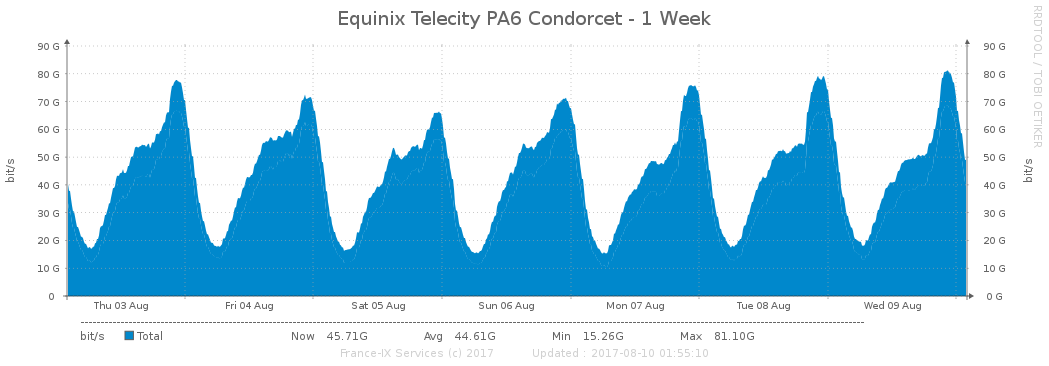 Equinix Telecity PA6 Condorcet - 1 Week
RRDTOOL / TOBI OETIKER
bit/s
90 G 90 G
80 G 80 G
70 G 70 G
60 G 60 G
50 G 50 G
40 G 40 G
30 G 30 G
20 G 20 G
10 G 10 G
0 0 G
bit/s
Thu 03 Aug Fri 04 Aug Sat 05 Aug Sun 06 Aug Mon 07 Aug Tue 08 Aug Wed 09 Aug
bit/s Total Now 45.71G Avg 44.61G Min 15.26G Max 81.10G
France-IX Services (c) 2017 Updated : 2017-08-10 01:55:10